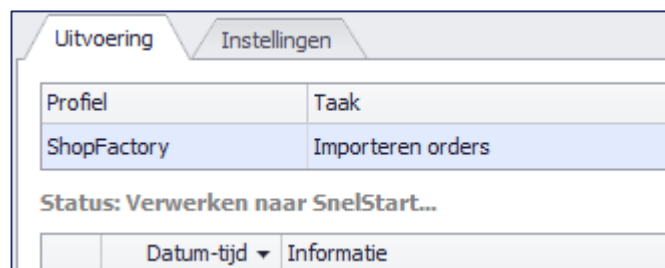 Uitvoering Instellingen
Profiel Taak
ShopFactory Importeren orders
Status: Verwerken naar SnelStart...
Datum-tijd Informatie